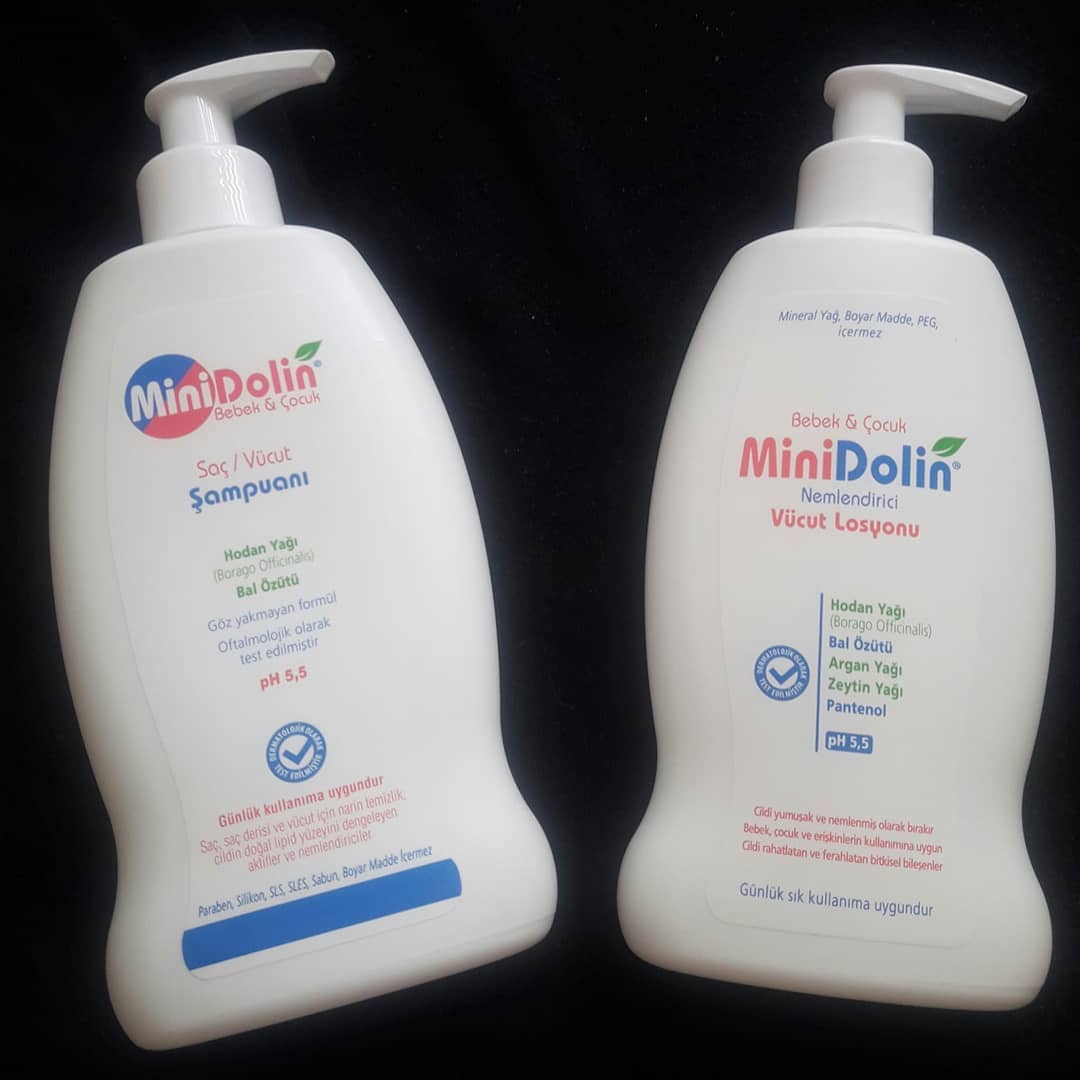 MiniDolin®
Bebek & Çocuk
Saç / Vücut
Şampuanı
Hodan Yağı
(Borago Officinalis)
Bal Özütü
Göz yakmayan formül
Oftalmolojik olarak
test edilmiştir
pH 5,5
DERMATOLOJİK OLARAK
TEST EDİLMİŞTİR
Günlük kullanıma uygundur
Saç, saç derisi ve vücut için narin temizlik,
cildin doğal lipid yüzeyini dengeleyen
aktifler ve nemlendiriciler
Paraben, Silikon, SLS, SLES, Sabun, Boyar Madde İçermez
Mineral Yağ, Boyar Madde, PEG,
içermez
Bebek & Çocuk
MiniDolin®
Nemlendirici
Vücut Losyonu
DERMATOLOJİK OLARAK
TEST EDİLMİŞTİR
Hodan Yağı
(Borago Officinalis)
Bal Özütü
Argan Yağı
Zeytin Yağı
Pantenol
pH 5,5
Cildi yumuşak ve nemlenmiş olarak bırakır
Bebek, çocuk ve erişkinlerin kullanımına uygun
Cildi rahatlatan ve ferahlatan bitkisel bileşenler
Günlük sık kullanıma uygundur